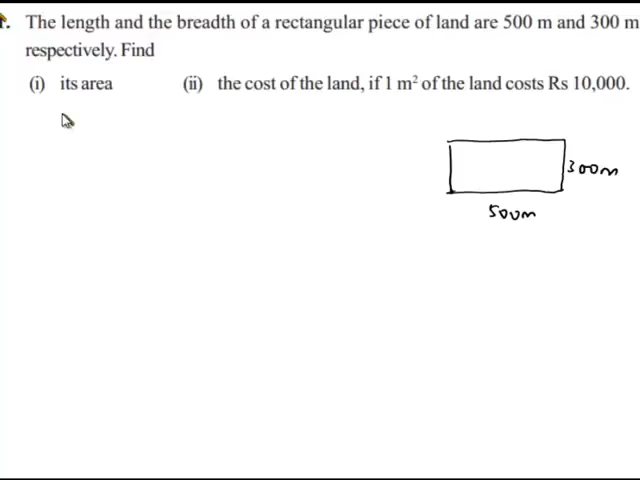 1. The length and the breadth of a rectangular piece of land are 500 m and 300 m
respectively. Find
(i) its area (ii) the cost of the land, if 1 m² of the land costs Rs 10,000.
300m
500m